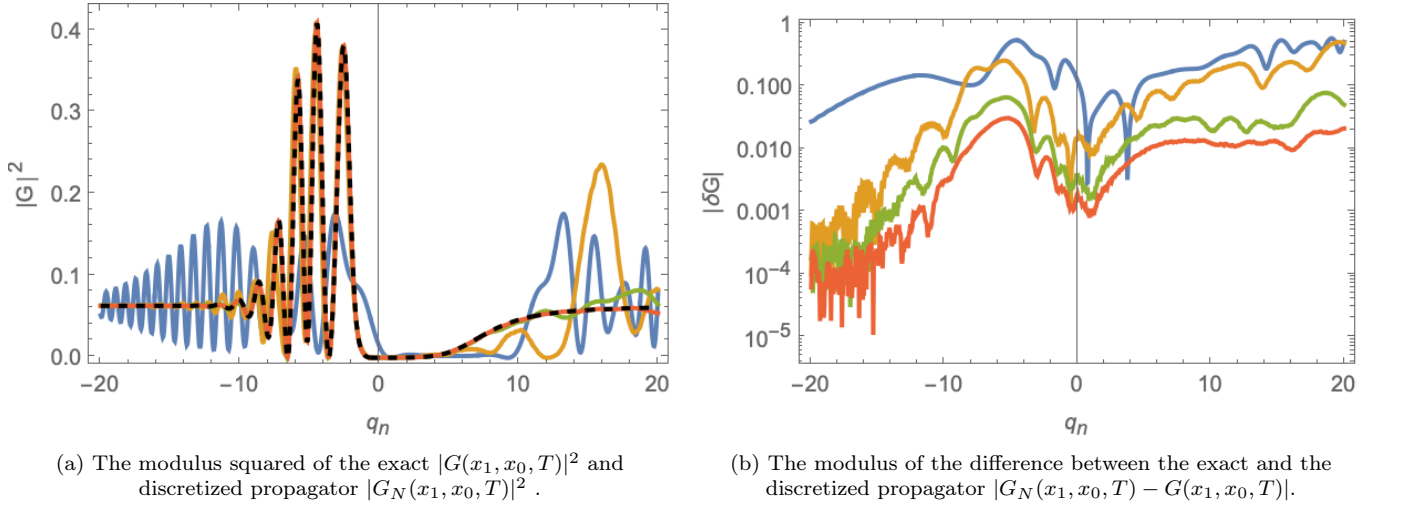 |G|²
0.4
0.3
0.2
0.1
0.0
−20
−10
0
10
20
qₙ
(a) The modulus squared of the exact |G(x₁, x₀, T)|² and
discretized propagator |G_N(x₁, x₀, T)|² .
|δG|
1
0.100
0.010
0.001
10⁻⁴
10⁻⁵
−20
−10
0
10
20
qₙ
(b) The modulus of the difference between the exact and the
discretized propagator |G_N(x₁, x₀, T) − G(x₁, x₀, T)|.